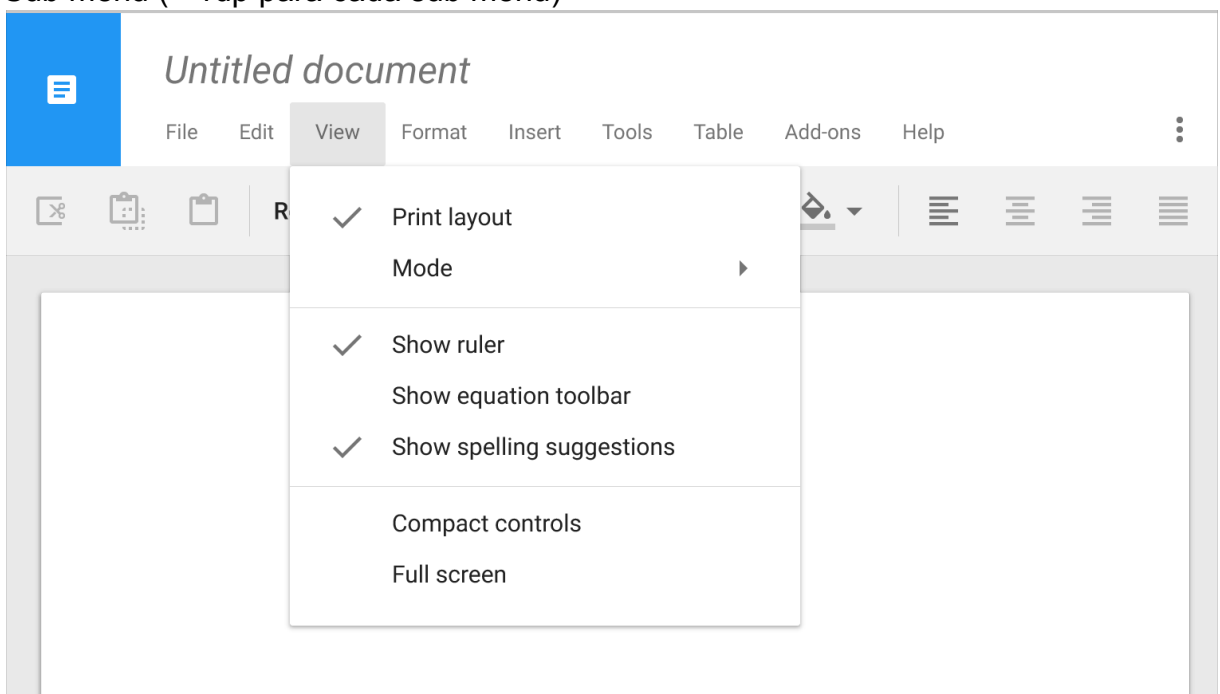 Untitled document
File Edit View Format Insert Tools Table Add-ons Help
Print layout
Mode
Show ruler
Show equation toolbar
Show spelling suggestions
Compact controls
Full screen